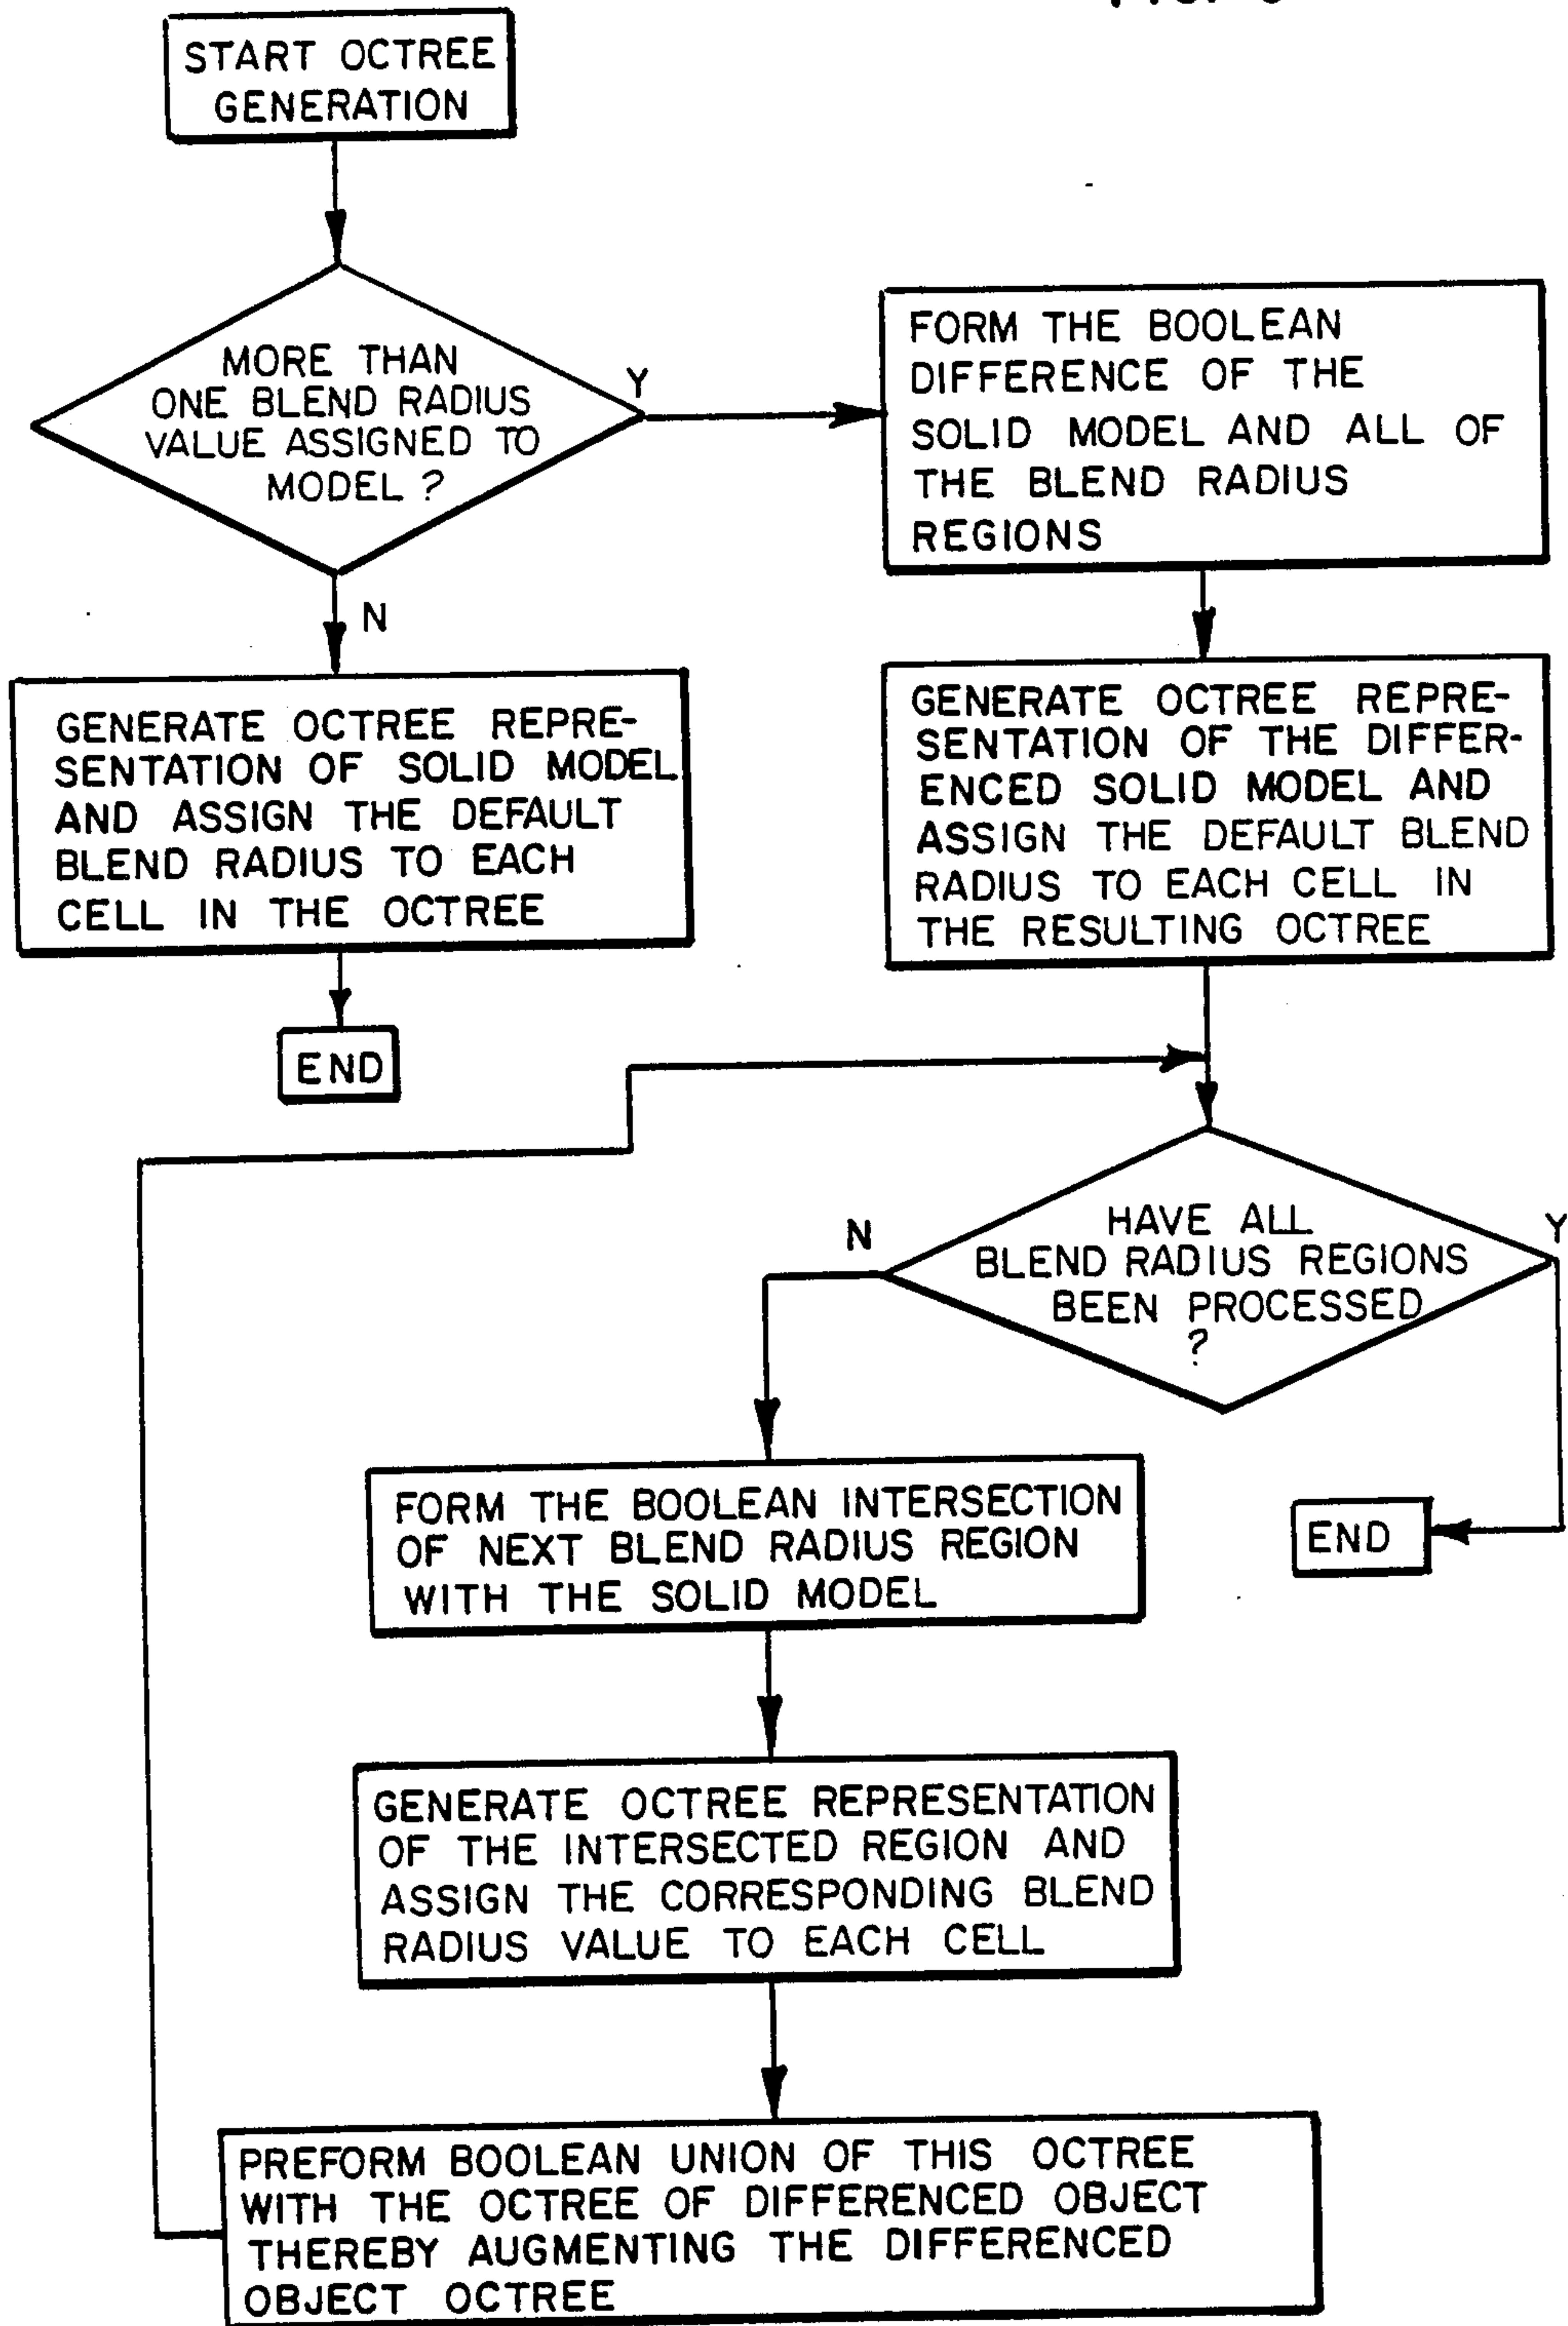 START OCTREE
GENERATION
MORE THAN
ONE BLEND RADIUS
VALUE ASSIGNED TO
MODEL ?
Y
N
FORM THE BOOLEAN
DIFFERENCE OF THE
SOLID MODEL AND ALL OF
THE BLEND RADIUS
REGIONS
GENERATE OCTREE REPRE-
SENTATION OF SOLID MODEL
AND ASSIGN THE DEFAULT
BLEND RADIUS TO EACH
CELL IN THE OCTREE
END
GENERATE OCTREE REPRE-
SENTATION OF THE DIFFER-
ENCED SOLID MODEL AND
ASSIGN THE DEFAULT BLEND
RADIUS TO EACH CELL IN
THE RESULTING OCTREE
HAVE ALL
BLEND RADIUS REGIONS
BEEN PROCESSED
?
N
Y
END
FORM THE BOOLEAN INTERSECTION
OF NEXT BLEND RADIUS REGION
WITH THE SOLID MODEL
GENERATE OCTREE REPRESENTATION
OF THE INTERSECTED REGION AND
ASSIGN THE CORRESPONDING BLEND
RADIUS VALUE TO EACH CELL
PREFORM BOOLEAN UNION OF THIS OCTREE
WITH THE OCTREE OF DIFFERENCED OBJECT
THEREBY AUGMENTING THE DIFFERENCED
OBJECT OCTREE